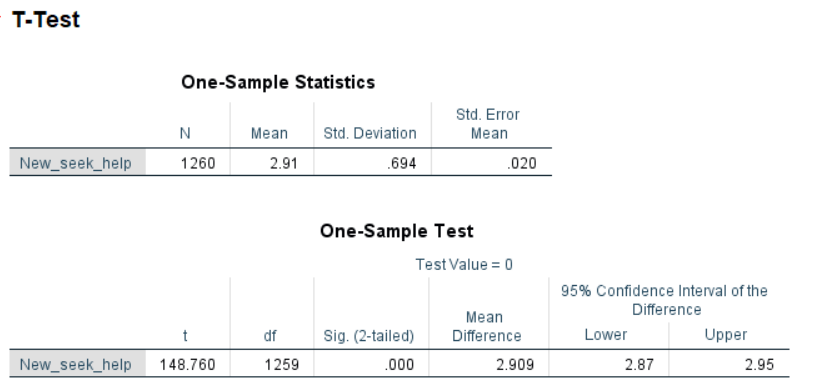 T-Test
One-Sample Statistics
N Mean Std. Deviation Std. Error Mean
New_seek_help 1260 2.91 .694 .020
One-Sample Test
Test Value = 0
t df Sig. (2-tailed) Mean Difference 95% Confidence Interval of the Difference
Lower Upper
New_seek_help 148.760 1259 .000 2.909 2.87 2.95